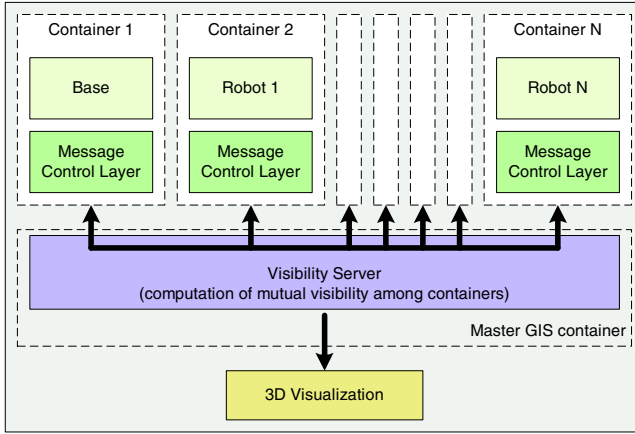 Container 1
Container 2
Container N
Base
Robot 1
Robot N
Message
Control Layer
Message
Control Layer
Message
Control Layer
Visibility Server
(computation of mutual visibility among containers)
Master GIS container
3D Visualization